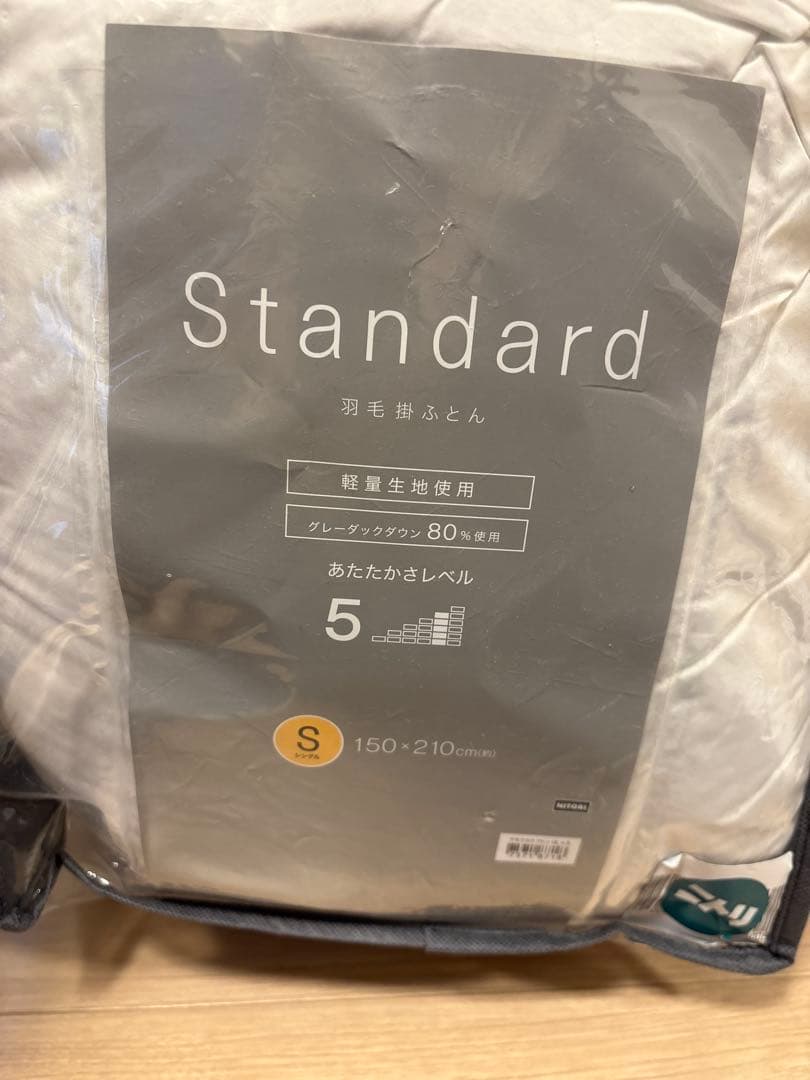 Standard
羽毛掛ふとん
軽量生地使用
グレーダックダウン 80%使用
あたたかさレベル
5
S
シングル
150×210cm(約)
NITORI
ニトリ